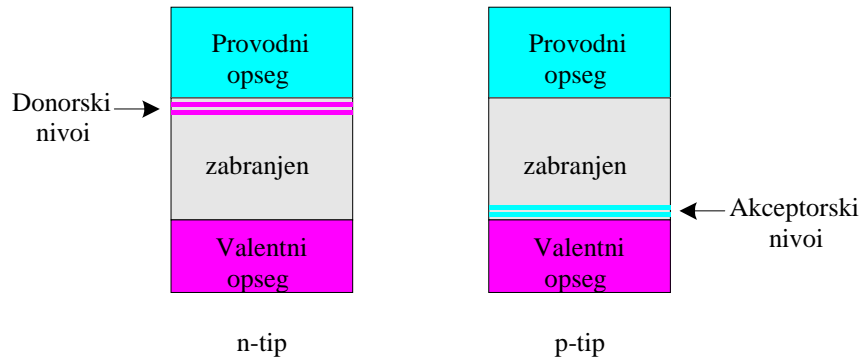 Provodni
opseg
Donorski
nivoi
zabranjen
Valentni
opseg
n-tip
Provodni
opseg
zabranjen
Akceptorski
nivoi
Valentni
opseg
p-tip